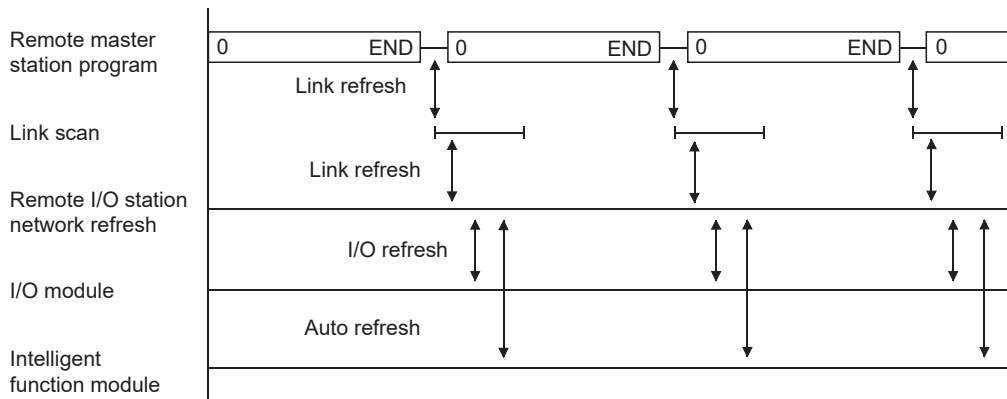 Remote master
station program
0 END 0 END 0 END 0
Link refresh
Link scan
Link refresh
Remote I/O station
network refresh
I/O refresh
I/O module
Auto refresh
Intelligent
function module